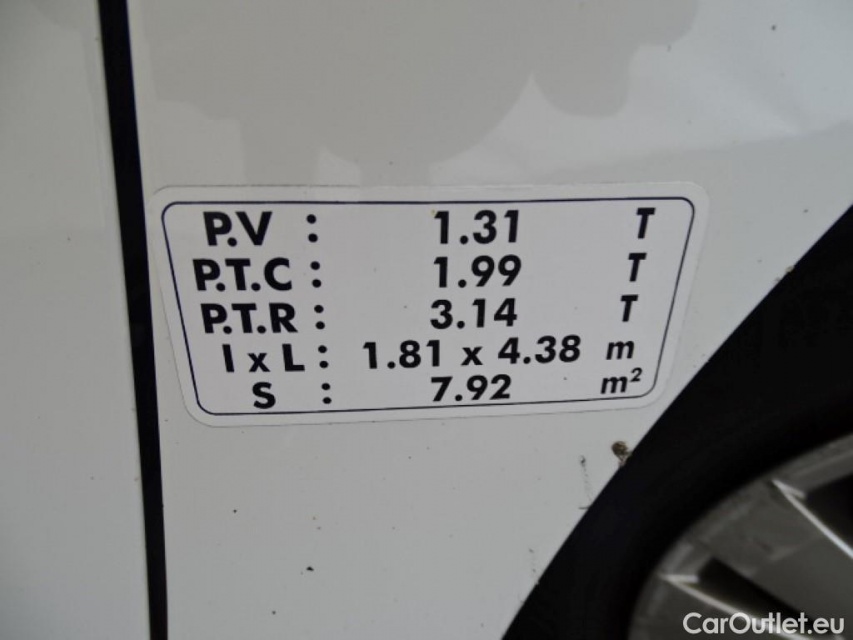 P.V : 1.31 T
P.T.C : 1.99 T
P.T.R : 3.14 T
l x L : 1.81 x 4.38 m
S : 7.92 m²
CarOutlet.eu